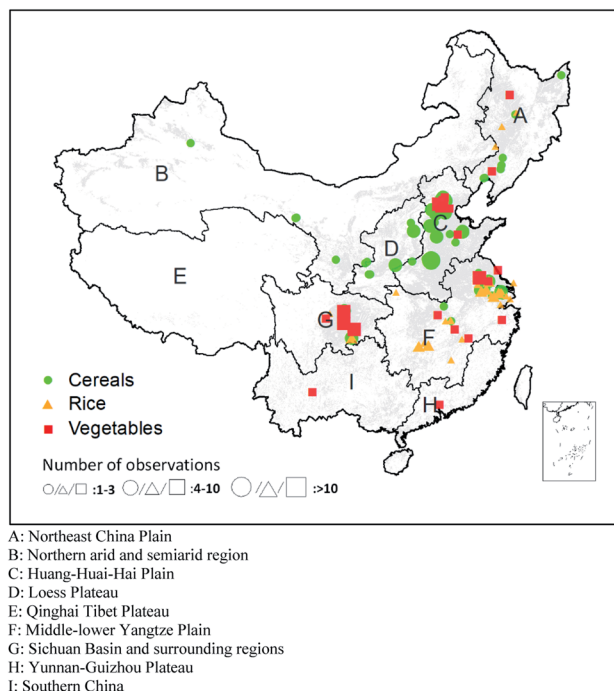 A
B
C
D
E
G
F
I
H
Cereals
Rice
Vegetables
Number of observations
:1-3 :4-10 :>10
A: Northeast China Plain
B: Northern arid and semiarid region
C: Huang-Huai-Hai Plain
D: Loess Plateau
E: Qinghai Tibet Plateau
F: Middle-lower Yangtze Plain
G: Sichuan Basin and surrounding regions
H: Yunnan-Guizhou Plateau
I: Southern China